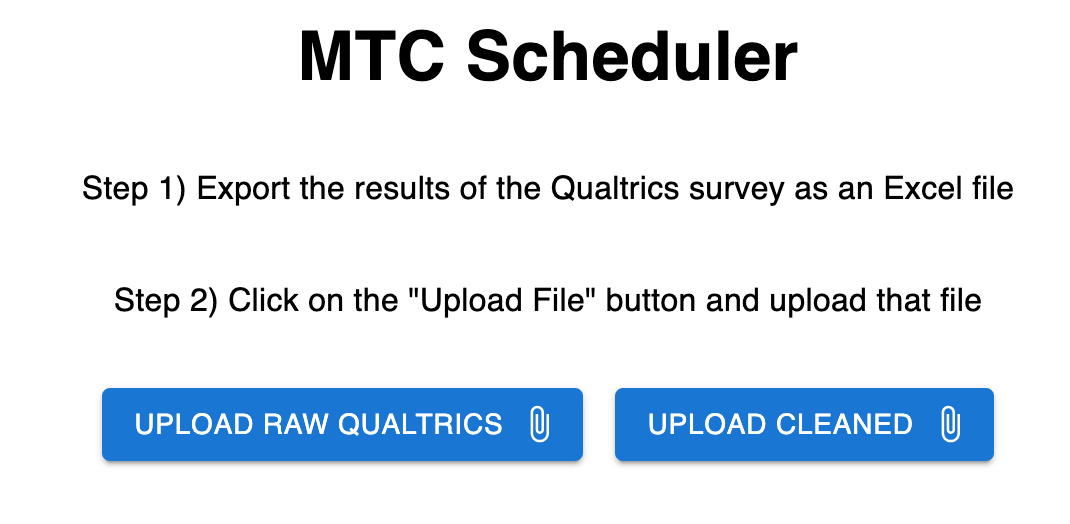 MTC Scheduler
Step 1) Export the results of the Qualtrics survey as an Excel file
Step 2) Click on the "Upload File" button and upload that file
UPLOAD RAW QUALTRICS
UPLOAD CLEANED